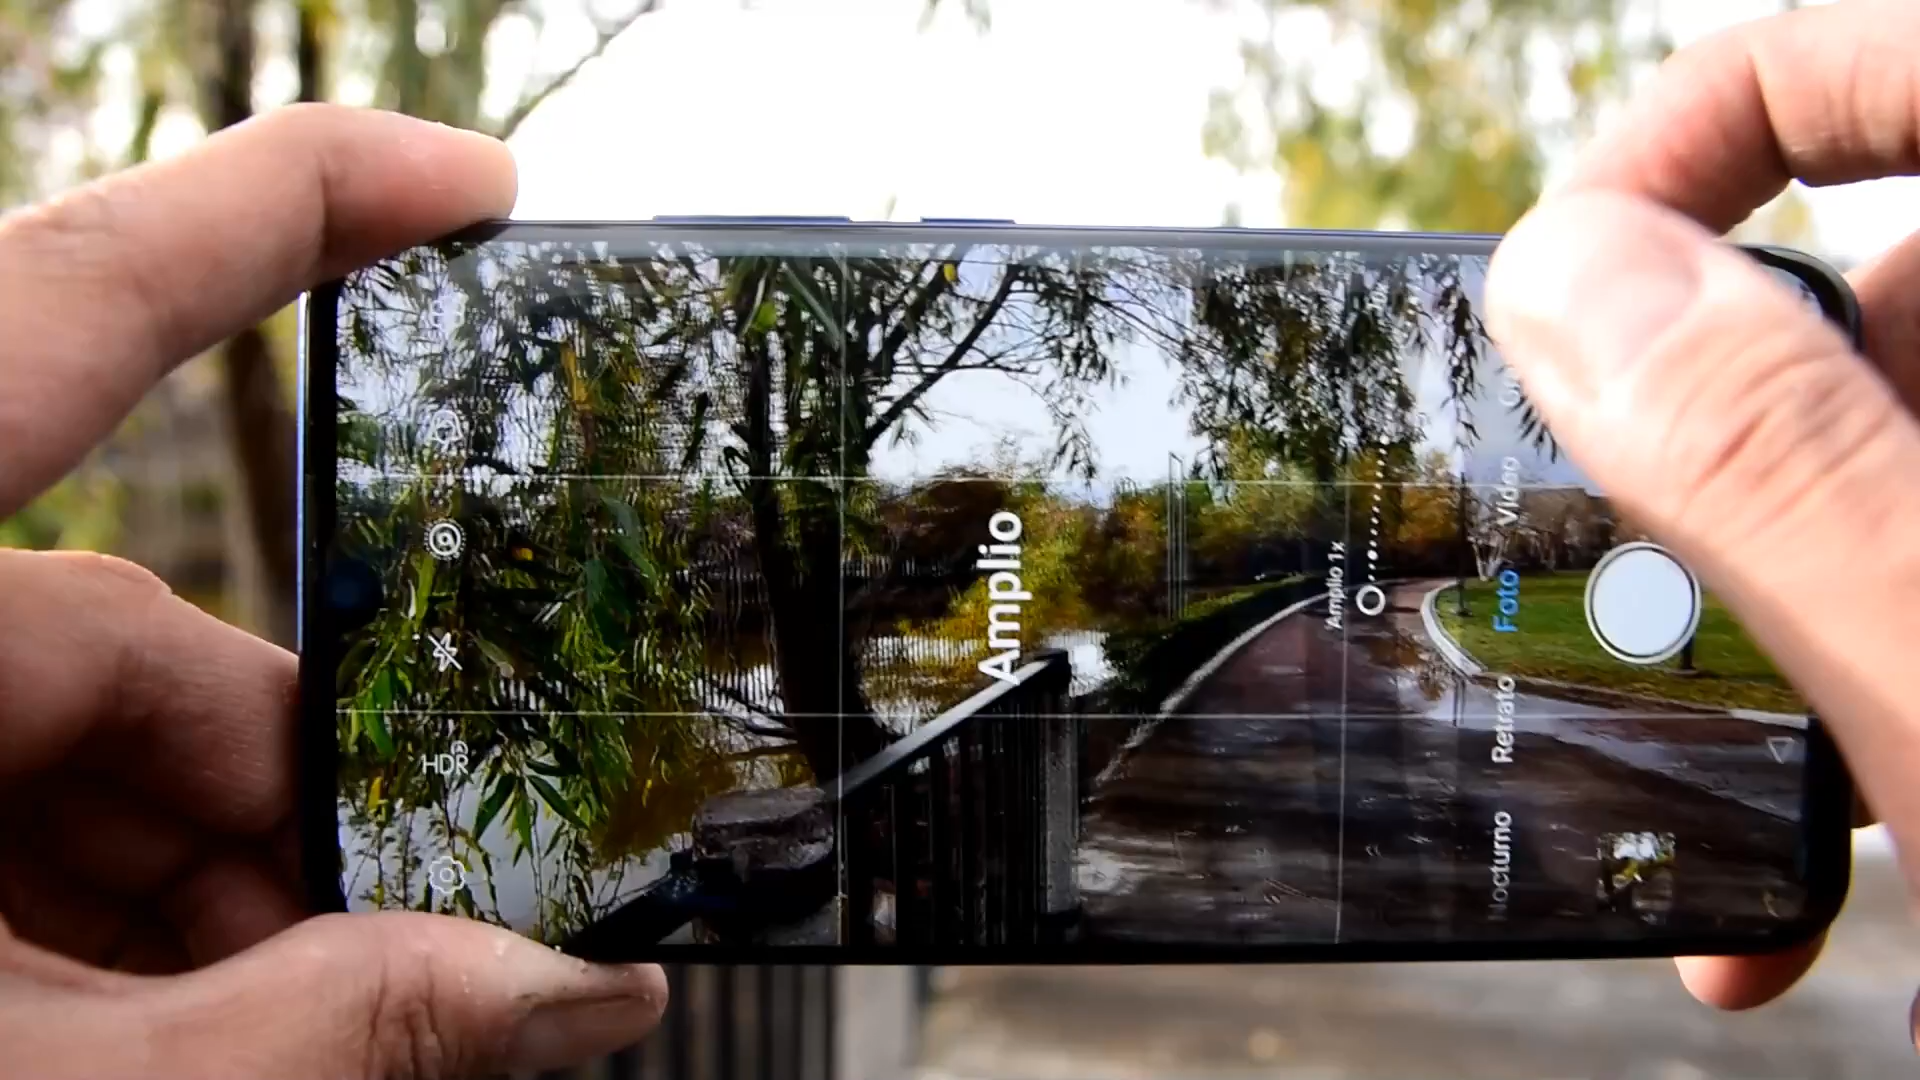 HDR
Amplio
Amplio 1x
Nocturno
Retrato
Foto
Video